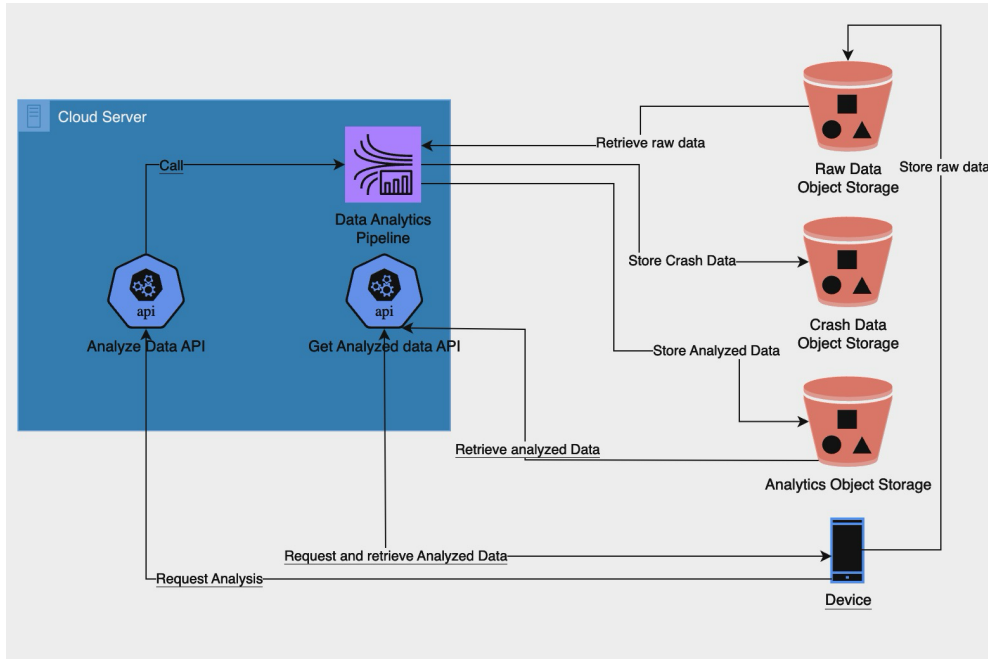 Cloud Server
Call
Retrieve raw data
Raw Data
Object Storage
Store raw data
Data Analytics
Pipeline
Store Crash Data
Crash Data
Object Storage
api
Analyze Data API
api
Get Analyzed data API
Store Analyzed Data
Retrieve analyzed Data
Analytics Object Storage
Request and retrieve Analyzed Data
Request Analysis
Device